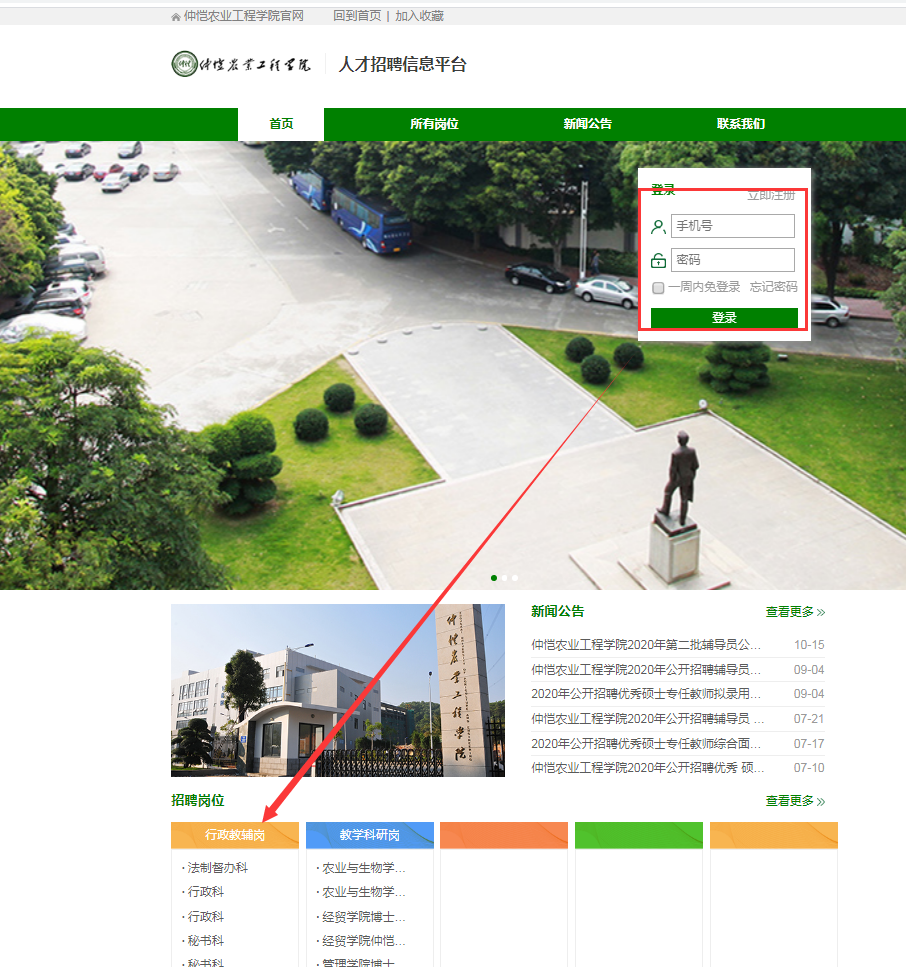 仲恺农业工程学院官网 回到首页 | 加入收藏
仲恺农业工程学院 人才招聘信息平台
首页 所有岗位 新闻公告 联系我们
登录 立即注册
手机号
密码
一周内免登录 忘记密码
登录
仲恺农业工程学院
新闻公告 查看更多
仲恺农业工程学院2020年第二批辅导员公... 10-15
仲恺农业工程学院2020年公开招聘辅导员... 09-04
2020年公开招聘优秀硕士专任教师拟录用... 09-04
仲恺农业工程学院2020年公开招聘辅导员 ... 07-21
2020年公开招聘优秀硕士专任教师综合面... 07-17
仲恺农业工程学院2020年公开招聘优秀 硕... 07-10
招聘岗位 查看更多
行政教辅岗 教学科研岗
· 法制督办科 · 农业与生物学...
· 行政科 · 农业与生物学...
· 行政科 · 经贸学院博士...
· 秘书科 · 经贸学院仲恺...
· 秘书科 · 管理学院博士...